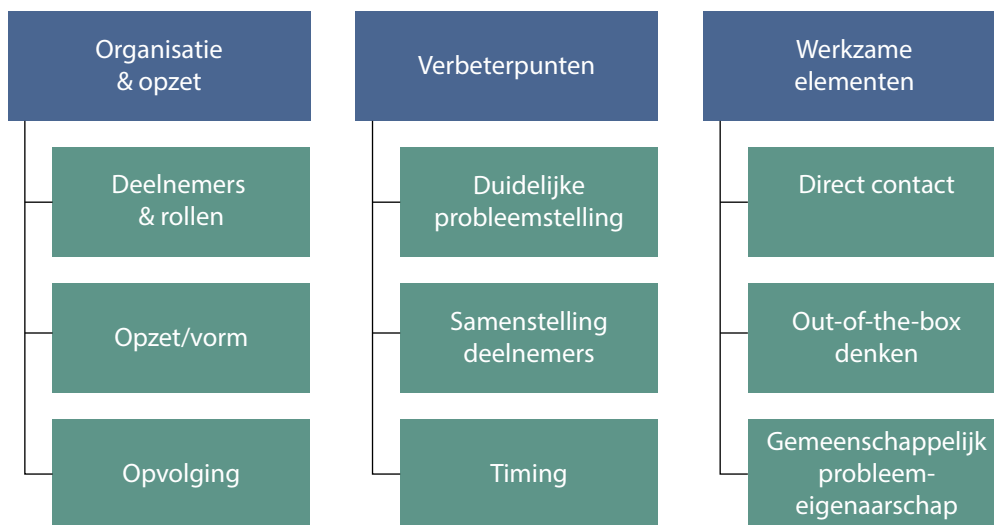 Organisatie
& opzet
Deelnemers
& rollen
Opzet/vorm
Opvolging
Verbeterpunten
Duidelijke
probleemstelling
Samenstelling
deelnemers
Timing
Werkzame
elementen
Direct contact
Out-of-the-box
denken
Gemeenschappelijk
probleem-
eigenaarschap